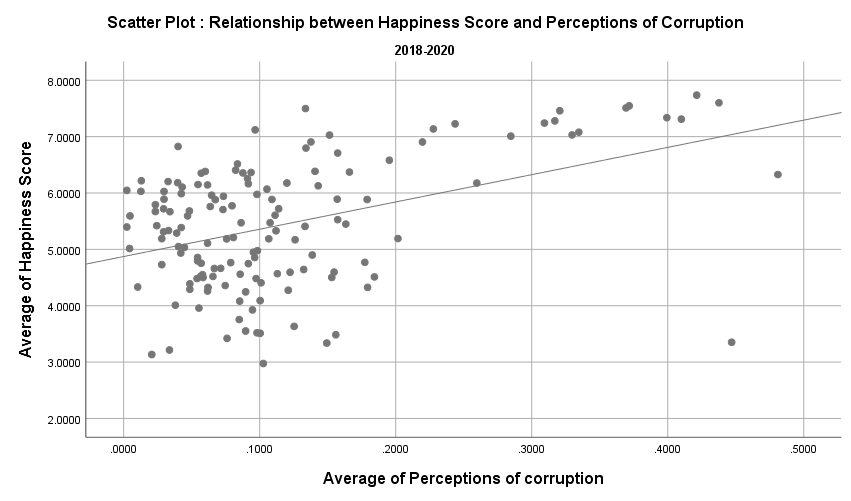 Scatter Plot : Relationship between Happiness Score and Perceptions of Corruption
2018-2020
Average of Happiness Score
8.0000
7.0000
6.0000
5.0000
4.0000
3.0000
2.0000
.0000 .1000 .2000 .3000 .4000 .5000
Average of Perceptions of corruption